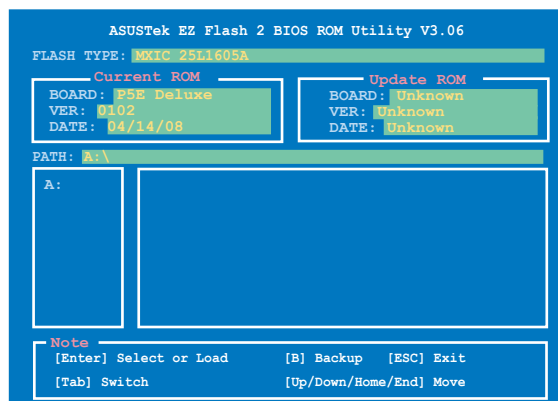 ASUSTek EZ Flash 2 BIOS ROM Utility V3.06
FLASH TYPE: MXIC 25L1605A
Current ROM
BOARD: P5E Deluxe
VER: 0102
DATE: 04/14/08
Update ROM
BOARD: Unknown
VER: Unknown
DATE: Unknown
PATH: A:\
A:
Note
[Enter] Select or Load [B] Backup [ESC] Exit
[Tab] Switch [Up/Down/Home/End] Move